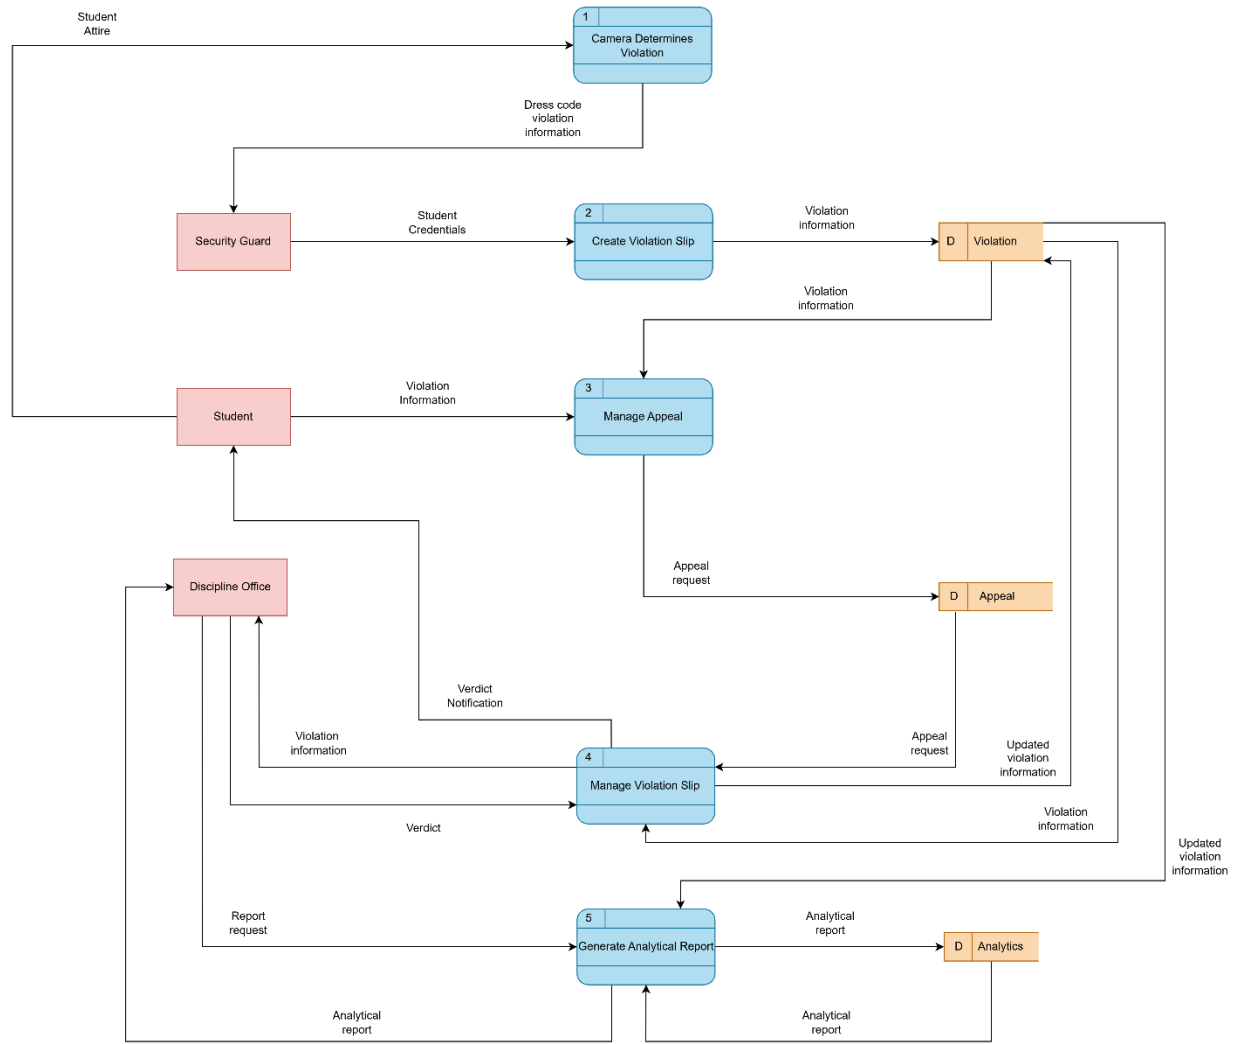 Student
Attire
1
Camera Determines
Violation
Dress code
violation
information
Security Guard
Student
Credentials
2
Create Violation Slip
Violation
information
D
Violation
Violation
information
Student
Violation
Information
3
Manage Appeal
Discipline Office
Appeal
request
D
Appeal
Verdict
Notification
Violation
information
4
Manage Violation Slip
Appeal
request
Updated
violation
information
Verdict
Violation
information
Updated
violation
information
Report
request
5
Generate Analytical Report
Analytical
report
D
Analytics
Analytical
report
Analytical
report